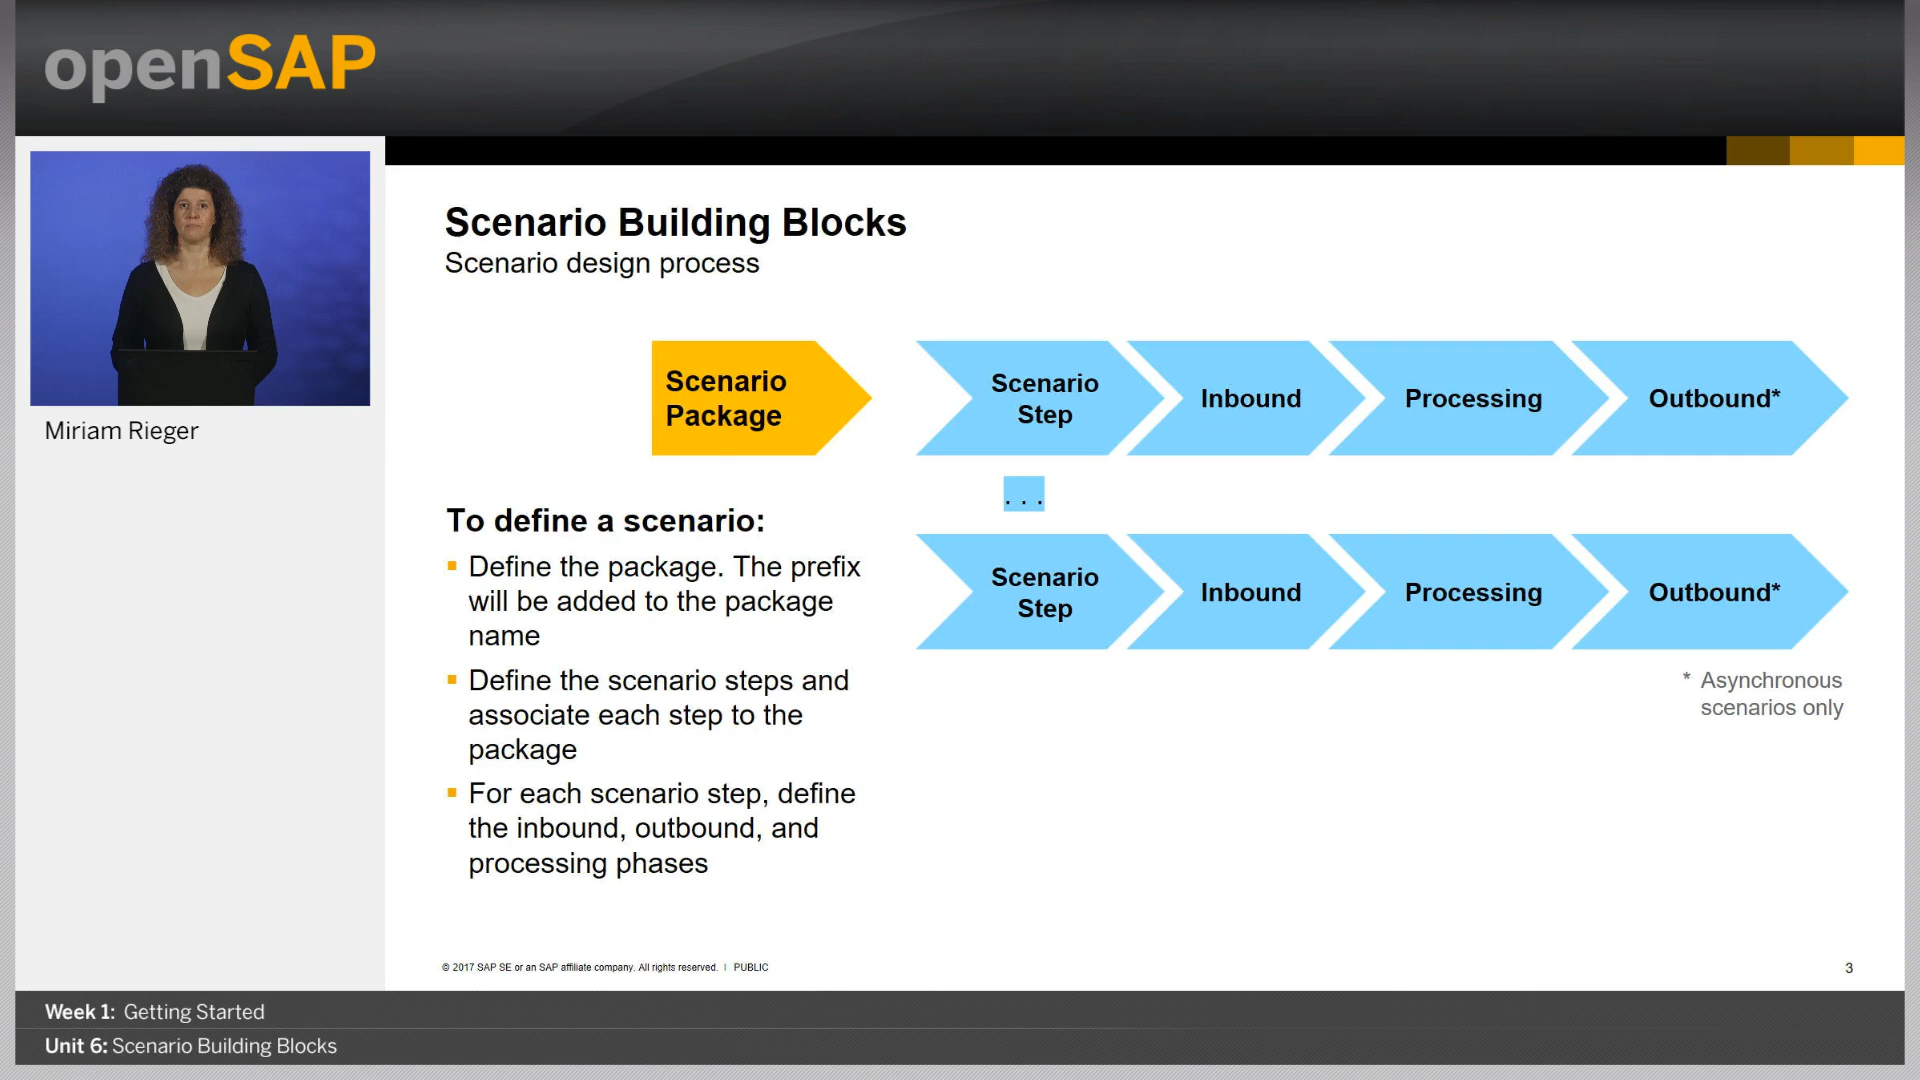 openSAP
Miriam Rieger
Scenario Building Blocks
Scenario design process
Scenario
Package
Scenario
Step
Inbound
Processing
Outbound*
. . .
Scenario
Step
Inbound
Processing
Outbound*
* Asynchronous
scenarios only
To define a scenario:
▪ Define the package. The prefix
will be added to the package
name
▪ Define the scenario steps and
associate each step to the
package
▪ For each scenario step, define
the inbound, outbound, and
processing phases
© 2017 SAP SE or an SAP affiliate company. All rights reserved. | PUBLIC
3
Week 1: Getting Started
Unit 6: Scenario Building Blocks